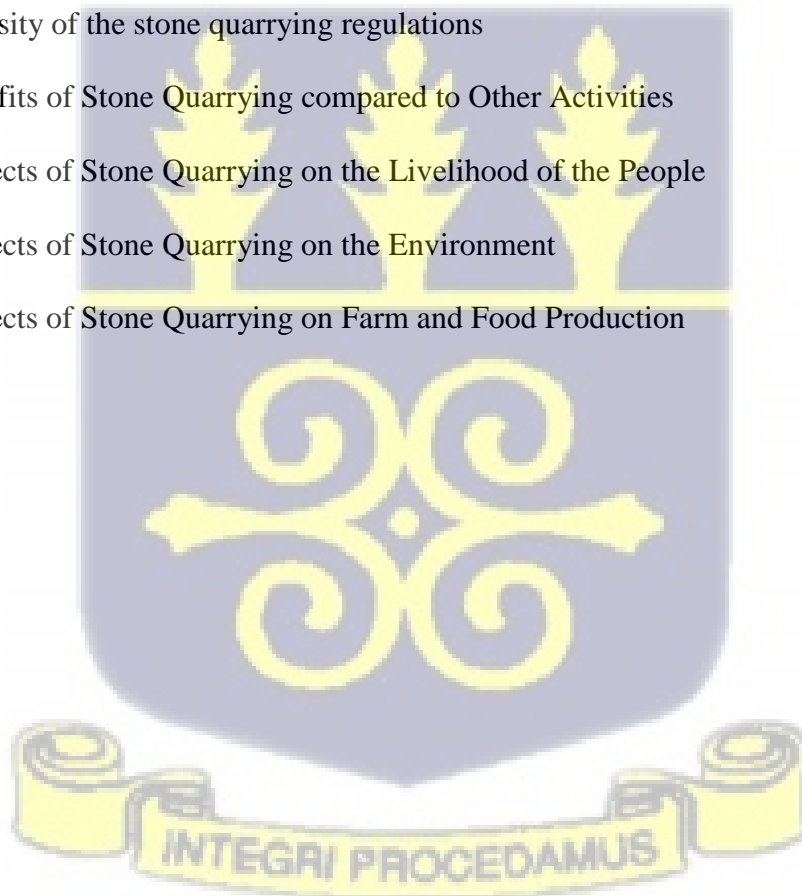 sity of the stone quarrying regulations
fits of Stone Quarrying compared to Other Activities
ects of Stone Quarrying on the Livelihood of the People
ects of Stone Quarrying on the Environment
ects of Stone Quarrying on Farm and Food Production
INTEGRI PROCEDAMUS